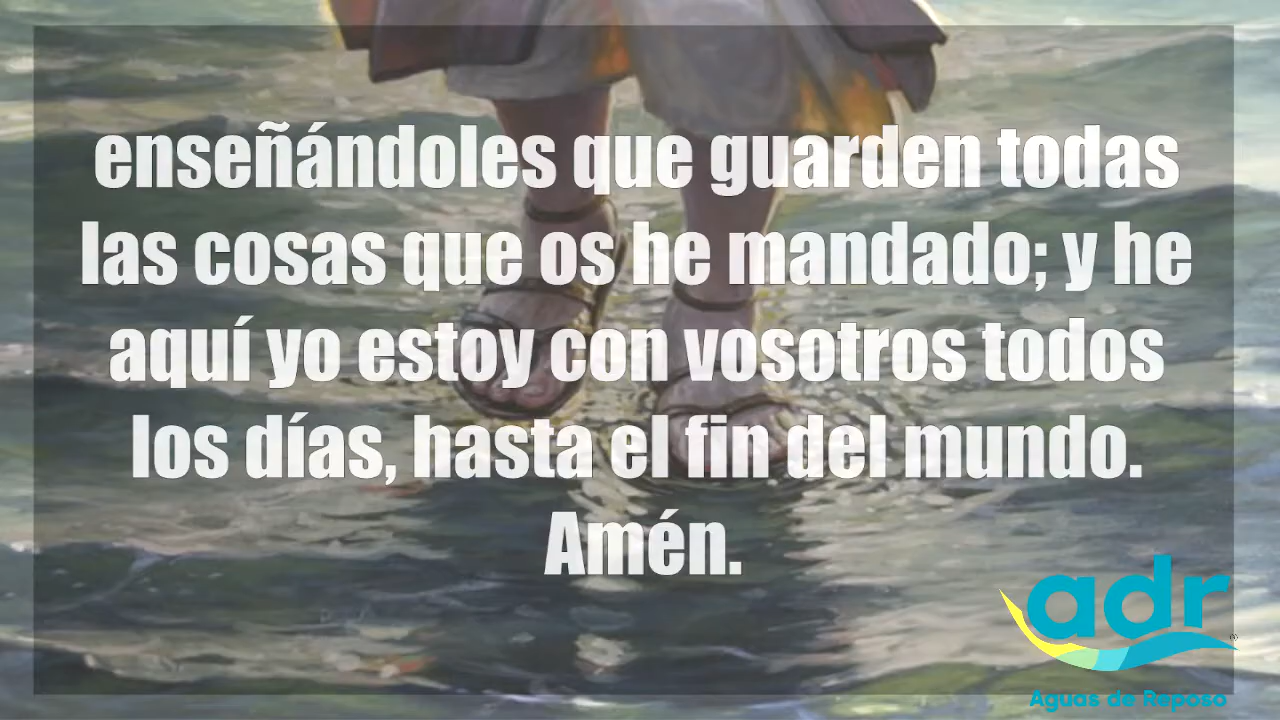 enseñándoles que guarden todas
las cosas que os he mandado; y he
aquí yo estoy con vosotros todos
los días, hasta el fin del mundo.
Amén.
adr
®
Aguas de Reposo